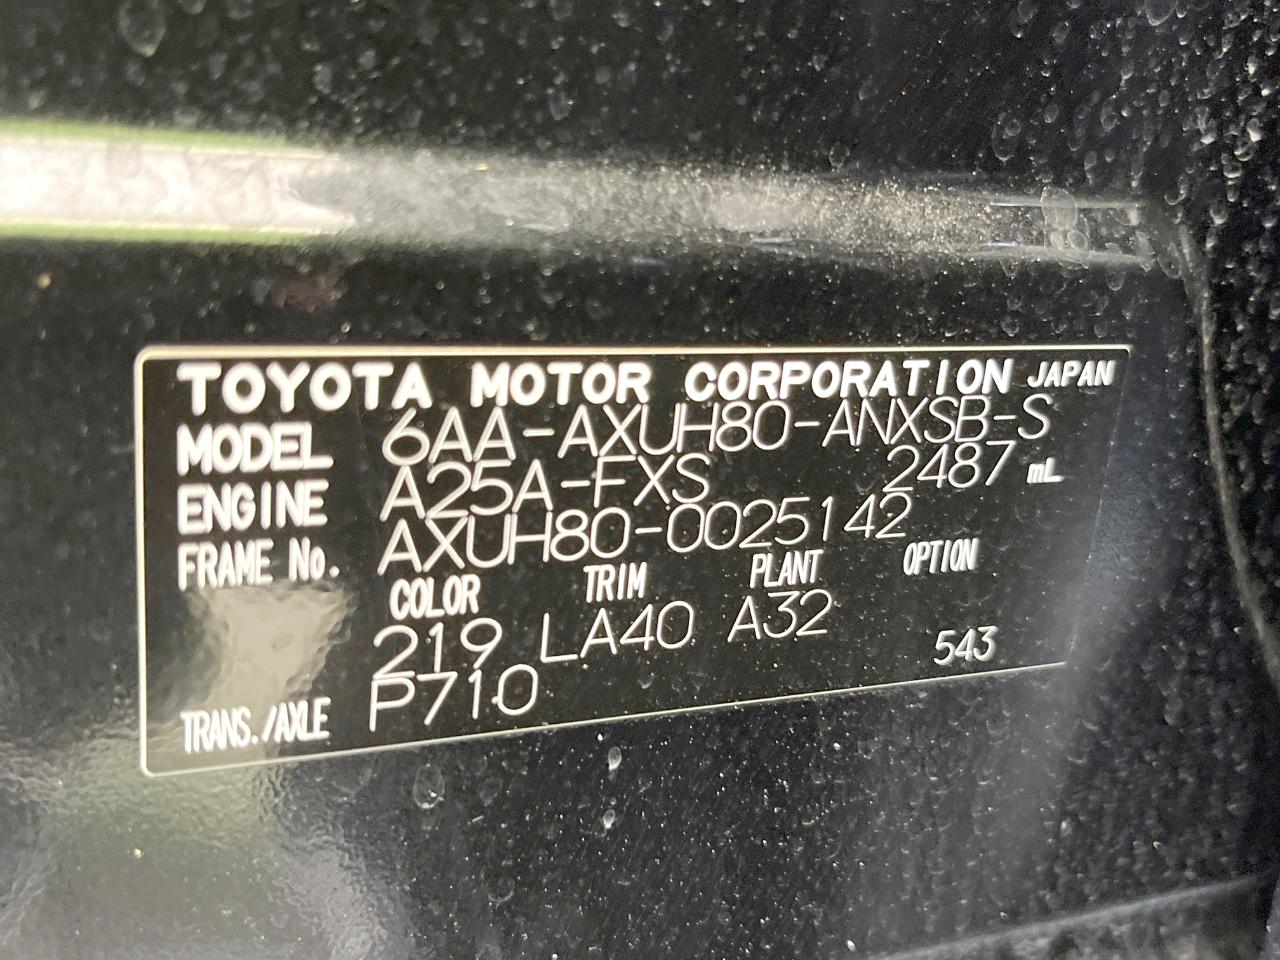 TOYOTA MOTOR CORPORATION JAPAN
MODEL 6AA-AXUH80-ANXSB-S
ENGINE A25A-FXS 2487 mL
FRAME No. AXUH80-0025142
COLOR TRIM PLANT OPTION
219 LA40 A32
TRANS./AXLE P710 543